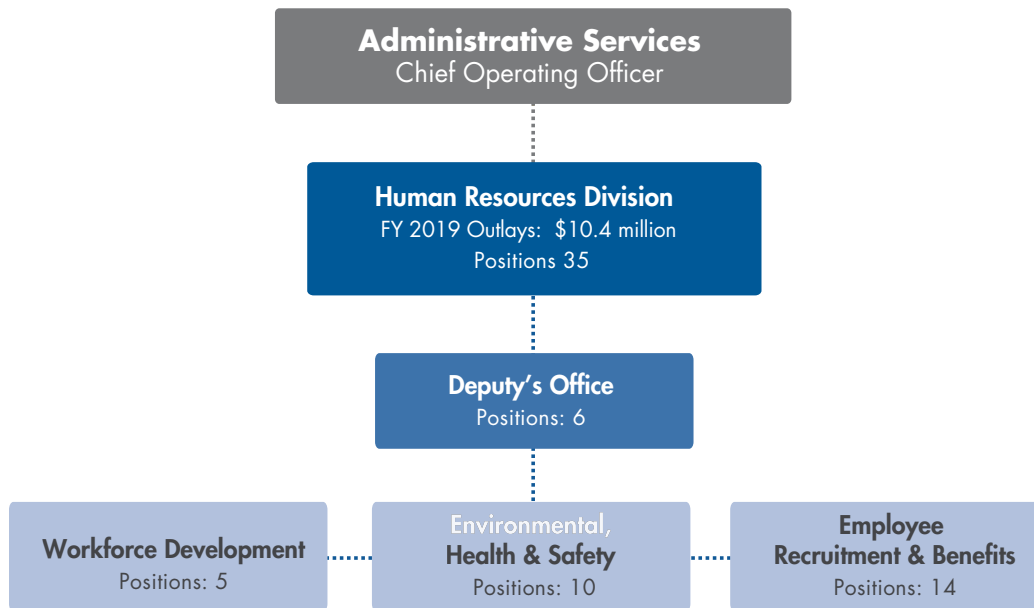 Administrative Services
Chief Operating Officer
Human Resources Division
FY 2019 Outlays: $10.4 million
Positions 35
Deputy’s Office
Positions: 6
Workforce Development
Positions: 5
Environmental,
Health & Safety
Positions: 10
Employee
Recruitment & Benefits
Positions: 14